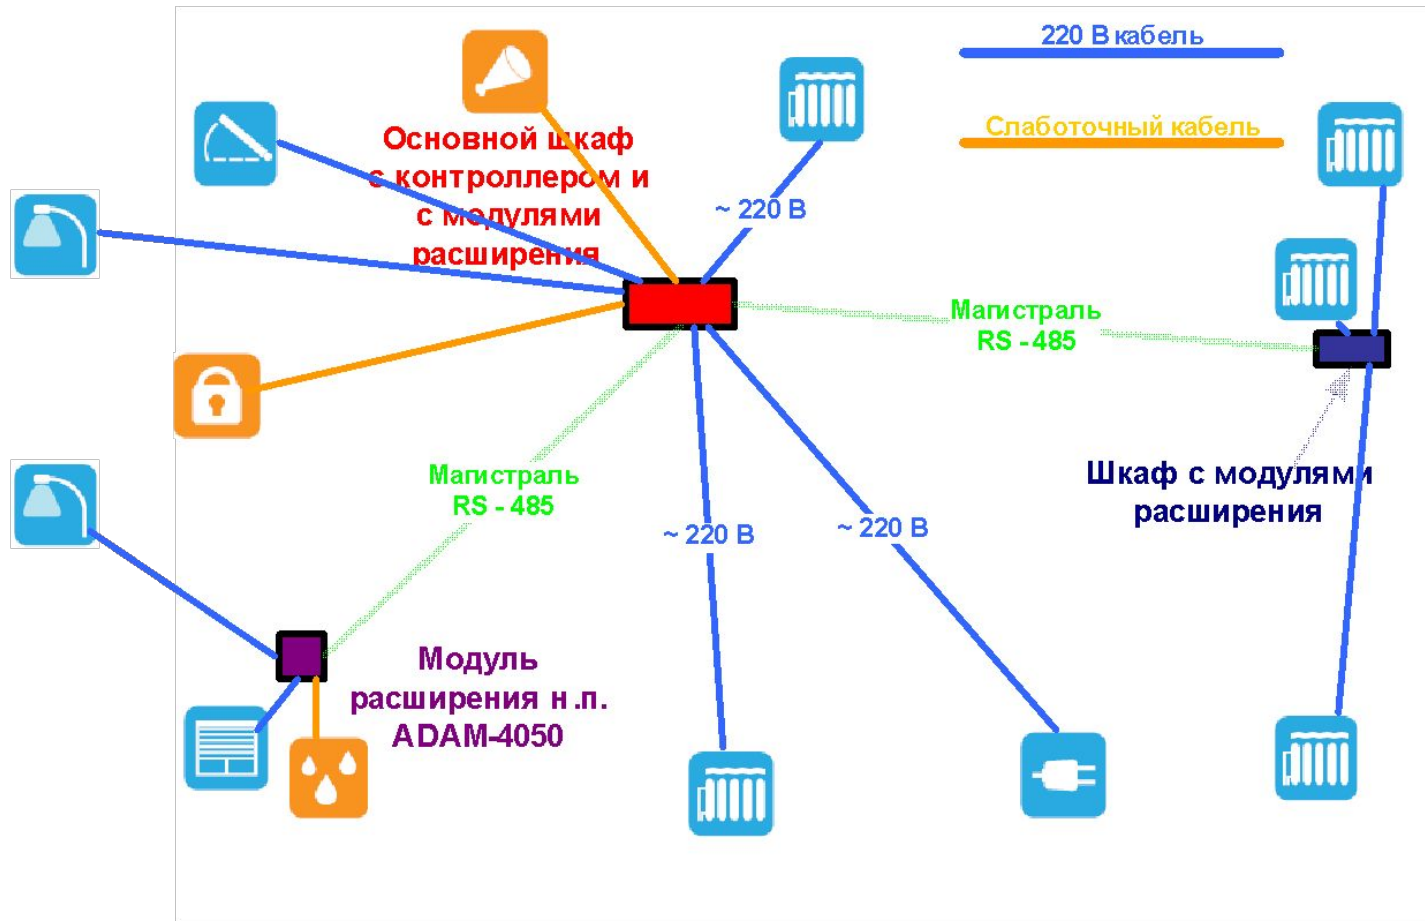 220 В кабель
Слаботочный кабель
Основной шкаф
с контроллером и
с модулями
расширения
~ 220 В
Магистраль
RS - 485
Магистраль
RS - 485
Шкаф с модулями
расширения
~ 220 В
~ 220 В
Модуль
расширения н.п.
ADAM-4050